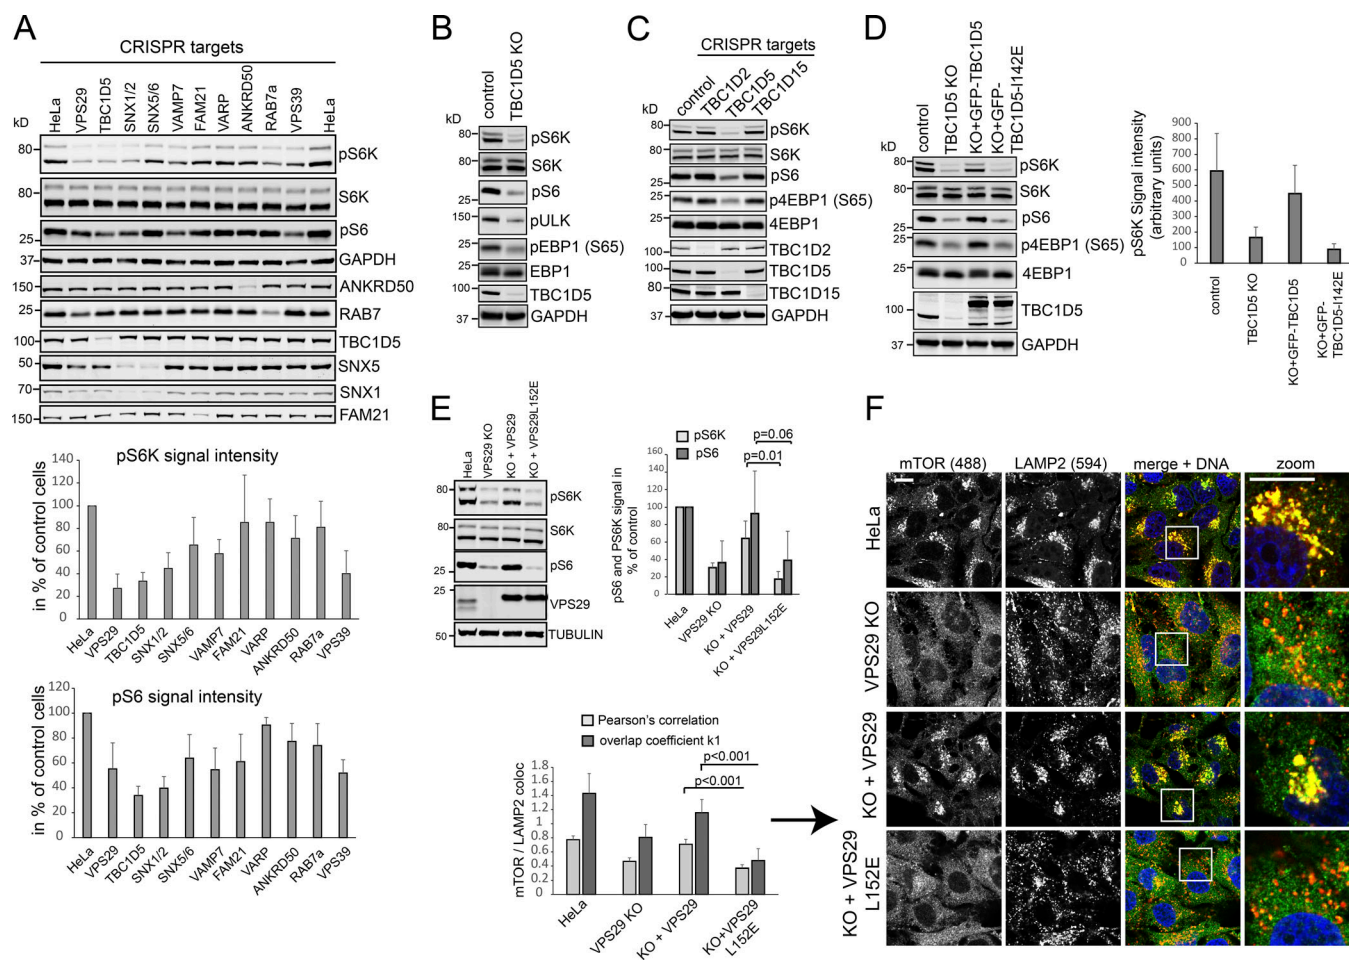 A
CRISPR targets
kD
HeLa
VPS29
TBC1D5
SNX1/2
SNX5/6
VAMP7
FAM21
VARP
ANKRD50
RAB7a
VPS39
HeLa
80
pS6K
80
S6K
25
pS6
37
GAPDH
150
ANKRD50
25
RAB7
100
TBC1D5
50
SNX5
70
SNX1
150
FAM21
pS6K signal intensity
in % of control cells
140
120
100
80
60
40
20
0
HeLa
VPS29
TBC1D5
SNX1/2
SNX5/6
VAMP7
FAM21
VARP
ANKRD50
RAB7a
VPS39
pS6 signal intensity
in % of control cells
120
100
80
60
40
20
0
HeLa
VPS29
TBC1D5
SNX1/2
SNX5/6
VAMP7
FAM21
VARP
ANKRD50
RAB7a
VPS39
B
kD
control
TBC1D5 KO
80
pS6K
80
S6K
25
pS6
150
pULK
25
pEBP1 (S65)
25
EBP1
100
TBC1D5
37
GAPDH
C
CRISPR targets
kD
control
TBC1D2
TBC1D5
TBC1D15
80
pS6K
80
S6K
25
pS6
25
p4EBP1 (S65)
25
4EBP1
100
TBC1D2
100
TBC1D5
80
TBC1D15
37
GAPDH
D
kD
control
TBC1D5 KO
KO+GFP-TBC1D5
KO+GFP-
TBC1D5-I142E
80
pS6K
80
S6K
25
pS6
25
p4EBP1 (S65)
25
4EBP1
100
TBC1D5
37
GAPDH
pS6K Signal intensity
(arbitrary units)
900
800
700
600
500
400
300
200
100
0
control
TBC1D5 KO
KO+GFP-TBC1D5
KO+GFP-
TBC1D5-I142E
E
kD
HeLa
VPS29 KO
KO + VPS29
KO + VPS29L152E
80
pS6K
80
S6K
25
pS6
25
15
VPS29
50
TUBULIN
pS6K
pS6
p=0.06
p=0.01
pS6 and PS6K signal in
% of control
160
140
120
100
80
60
40
20
0
HeLa
VPS29 KO
KO + VPS29
KO + VPS29L152E
Pearson's correlation
overlap coefficient k1
p<0.001
p<0.001
mTOR / LAMP2 coloc
1.8
1.6
1.4
1.2
1
0.8
0.6
0.4
0.2
0
HeLa
VPS29 KO
KO + VPS29
KO+VPS29
L152E
F
mTOR (488)
LAMP2 (594)
merge + DNA
zoom
HeLa
VPS29 KO
KO + VPS29
KO + VPS29
L152E